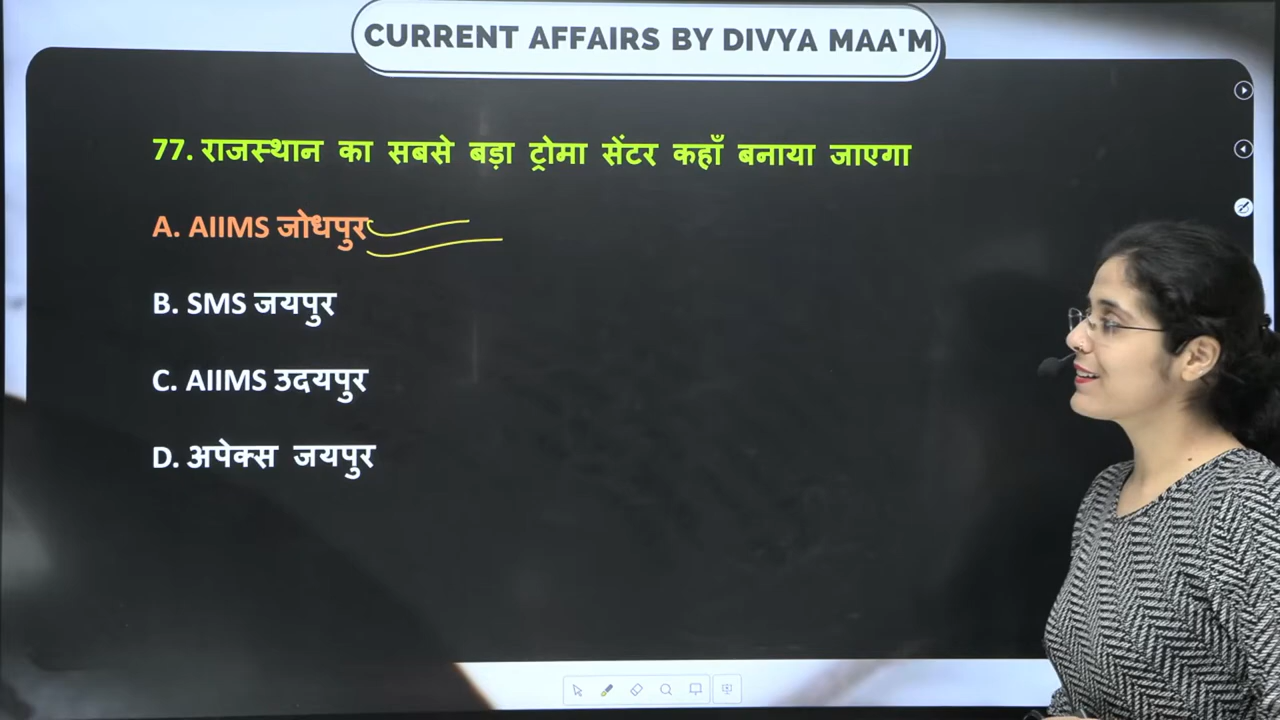 CURRENT AFFAIRS BY DIVYA MAA'M
77. राजस्थान का सबसे बड़ा ट्रोमा सेंटर कहाँ बनाया जाएगा
A. AIIMS जोधपुर
B. SMS जयपुर
C. AIIMS उदयपुर
D. अपेक्स जयपुर